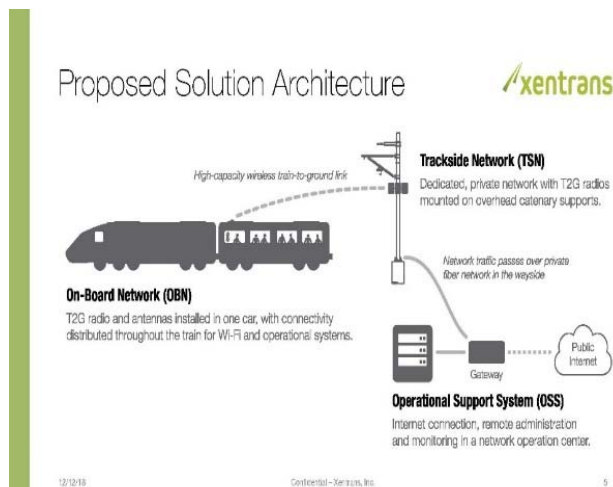 Proposed Solution Architecture
xentrans
High-capacity wireless train-to-ground link
Trackside Network (TSN)
Dedicated, private network with T2G radios
mounted on overhead catenary supports.
Network traffic passes over private
fiber network in the wayside
On-Board Network (OBN)
T2G radio and antennas installed in one car, with connectivity
distributed throughout the train for Wi-Fi and operational systems.
Public
Internet
Gateway
Operational Support System (OSS)
Internet connection, remote administration
and monitoring in a network operation center.
12/12/18
Confidential – Xentrans, Inc.
5